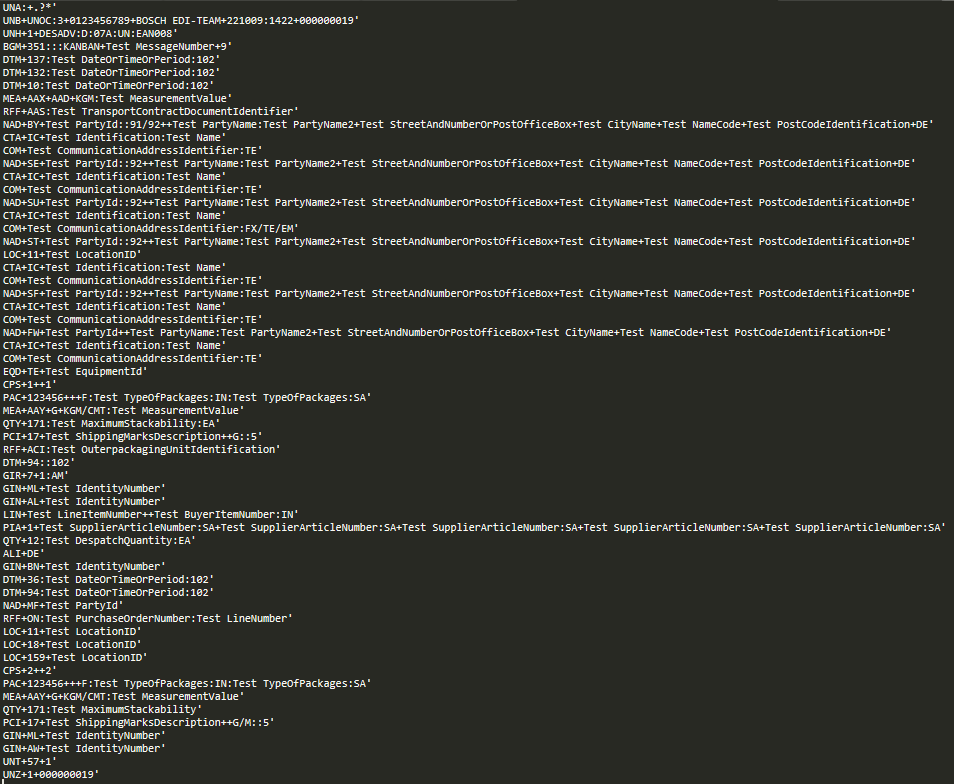 UNA:+.?*'
UNB+UNOC:3+0123456789+BOSCH EDI-TEAM+221009:1422+000000019'
UNH+1+DESADV:D:07A:UN:EAN008'
BGM+351:::KANBAN+Test MessageNumber+9'
DTM+137:Test DateOrTimeOrPeriod:102'
DTM+132:Test DateOrTimeOrPeriod:102'
DTM+10:Test DateOrTimeOrPeriod:102'
MEA+AAX+AAD+KGM:Test MeasurementValue'
RFF+AAS:Test TransportContractDocumentIdentifier'
NAD+BY+Test PartyId::91/92++Test PartyName:Test PartyName2+Test StreetAndNumberOrPostOfficeBox+Test CityName+Test NameCode+Test PostCodeIdentification+DE'
CTA+IC+Test Identification:Test Name'
COM+Test CommunicationAddressIdentifier:TE'
NAD+SE+Test PartyId::92++Test PartyName:Test PartyName2+Test StreetAndNumberOrPostOfficeBox+Test CityName+Test NameCode+Test PostCodeIdentification+DE'
CTA+IC+Test Identification:Test Name'
COM+Test CommunicationAddressIdentifier:TE'
NAD+SU+Test PartyId::92++Test PartyName:Test PartyName2+Test StreetAndNumberOrPostOfficeBox+Test CityName+Test NameCode+Test PostCodeIdentification+DE'
CTA+IC+Test Identification:Test Name'
COM+Test CommunicationAddressIdentifier:FX/TE/EM'
NAD+ST+Test PartyId::92++Test PartyName:Test PartyName2+Test StreetAndNumberOrPostOfficeBox+Test CityName+Test NameCode+Test PostCodeIdentification+DE'
LOC+11+Test LocationID'
CTA+IC+Test Identification:Test Name'
COM+Test CommunicationAddressIdentifier:TE'
NAD+SF+Test PartyId::92++Test PartyName:Test PartyName2+Test StreetAndNumberOrPostOfficeBox+Test CityName+Test NameCode+Test PostCodeIdentification+DE'
CTA+IC+Test Identification:Test Name'
COM+Test CommunicationAddressIdentifier:TE'
NAD+FW+Test PartyId++Test PartyName:Test PartyName2+Test StreetAndNumberOrPostOfficeBox+Test CityName+Test NameCode+Test PostCodeIdentification+DE'
CTA+IC+Test Identification:Test Name'
COM+Test CommunicationAddressIdentifier:TE'
EQD+TE+Test EquipmentId'
CPS+1++1'
PAC+123456+++F:Test TypeOfPackages:IN:Test TypeOfPackages:SA'
MEA+AAY+G+KGM/CMT:Test MeasurementValue'
QTY+171:Test MaximumStackability:EA'
PCI+17+Test ShippingMarksDescription++G::5'
RFF+ACI:Test OuterpackagingUnitIdentification'
DTM+94::102'
GIR+7+1:AM'
GIN+ML+Test IdentityNumber'
GIN+AL+Test IdentityNumber'
LIN+Test LineItemNumber++Test BuyerItemNumber:IN'
PIA+1+Test SupplierArticleNumber:SA+Test SupplierArticleNumber:SA+Test SupplierArticleNumber:SA+Test SupplierArticleNumber:SA+Test SupplierArticleNumber:SA'
QTY+12:Test DespatchQuantity:EA'
ALI+DE'
GIN+BN+Test IdentityNumber'
DTM+36:Test DateOrTimeOrPeriod:102'
DTM+94:Test DateOrTimeOrPeriod:102'
NAD+MF+Test PartyId'
RFF+ON:Test PurchaseOrderNumber:Test LineNumber'
LOC+11+Test LocationID'
LOC+18+Test LocationID'
LOC+159+Test LocationID'
CPS+2++2'
PAC+123456+++F:Test TypeOfPackages:IN:Test TypeOfPackages:SA'
MEA+AAY+G+KGM/CMT:Test MeasurementValue'
QTY+171:Test MaximumStackability'
PCI+17+Test ShippingMarksDescription++G/M::5'
GIN+ML+Test IdentityNumber'
GIN+AW+Test IdentityNumber'
UNT+57+1'
UNZ+1+000000019'